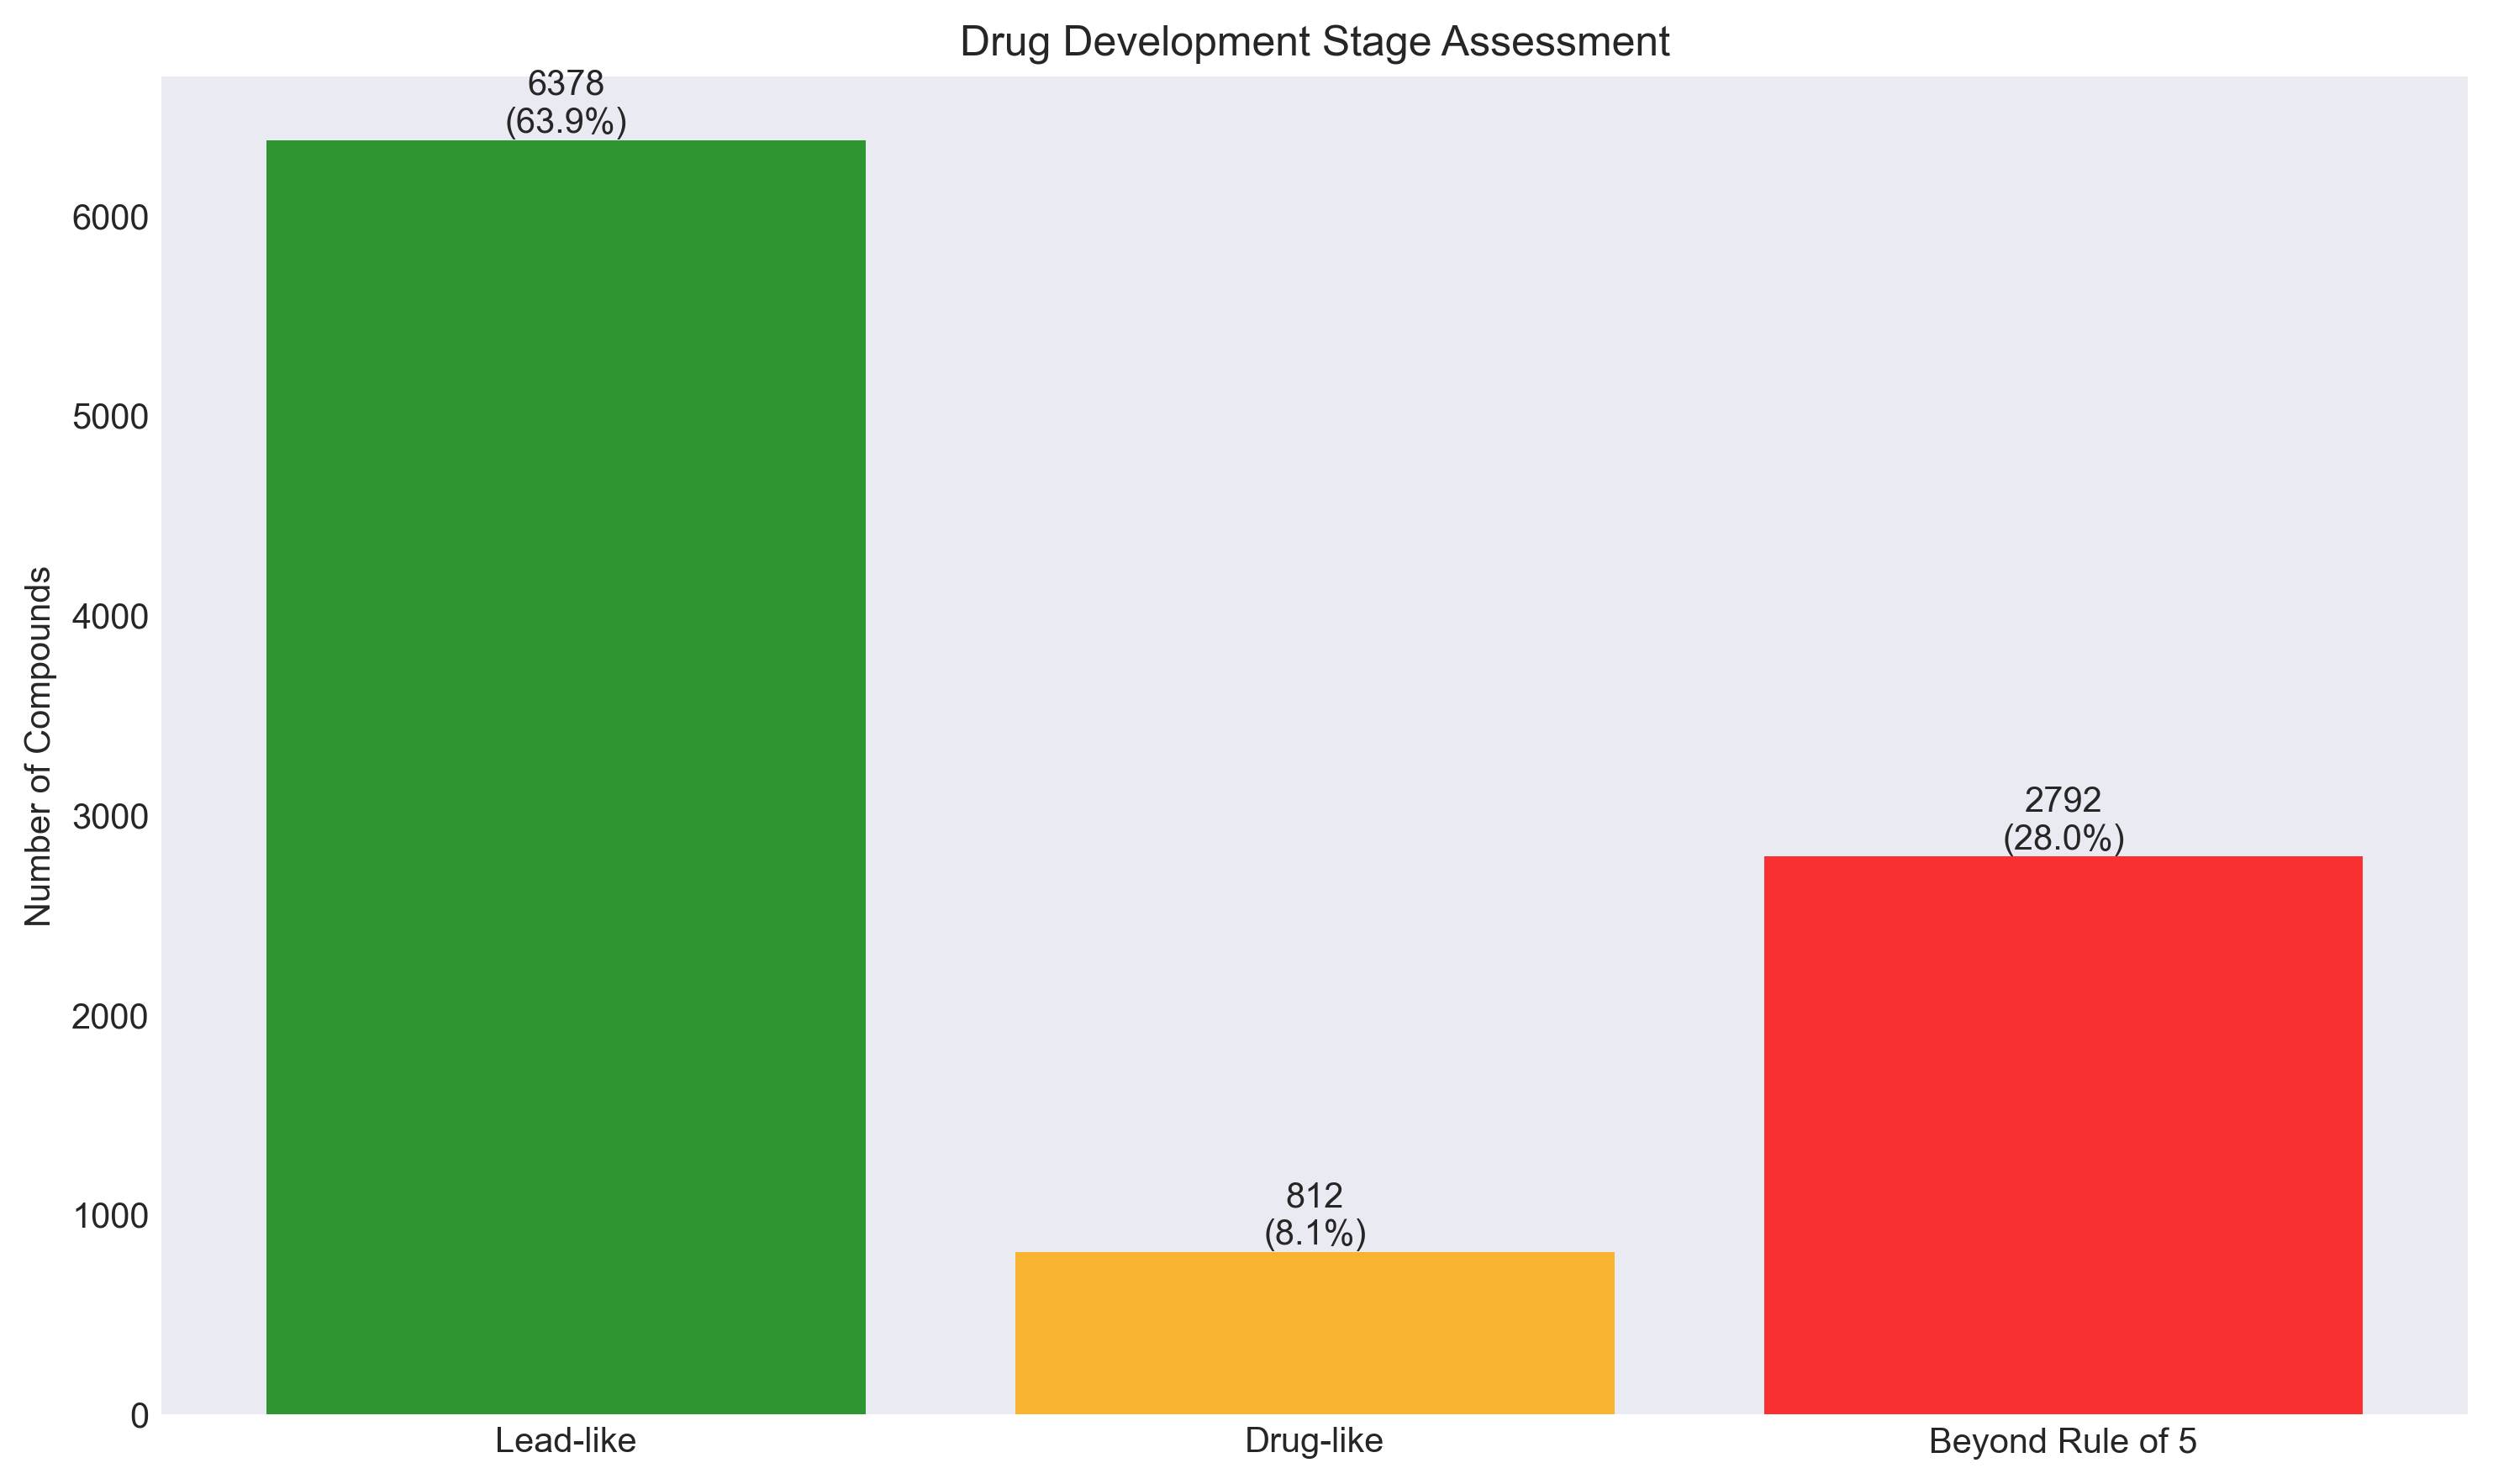 Drug Development Stage Assessment
Number of Compounds
6000
5000
4000
3000
2000
1000
0
6378
(63.9%)
812
(8.1%)
2792
(28.0%)
Lead-like
Drug-like
Beyond Rule of 5